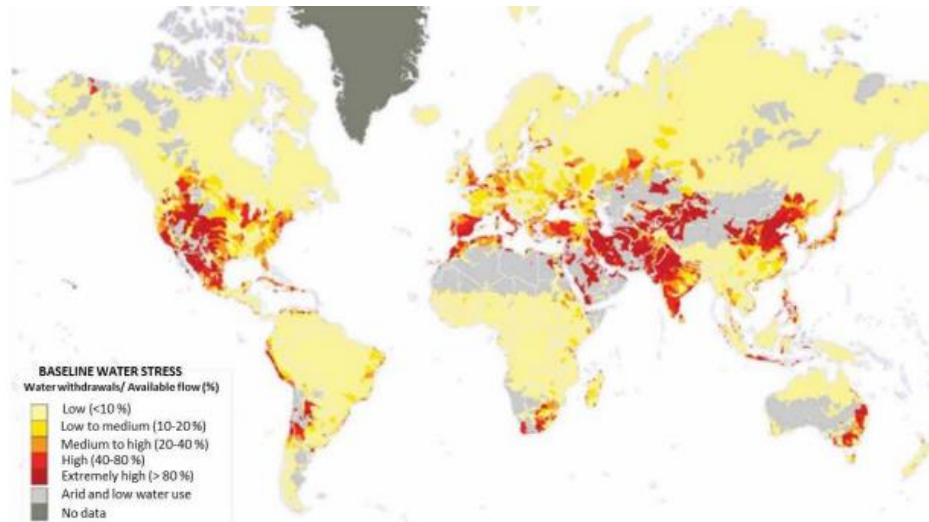 BASELINE WATER STRESS
Water withdrawals/ Available flow (%)
Low (<10 %)
Low to medium (10-20 %)
Medium to high (20-40 %)
High (40-80 %)
Extremely high (> 80 %)
Arid and low water use
No data